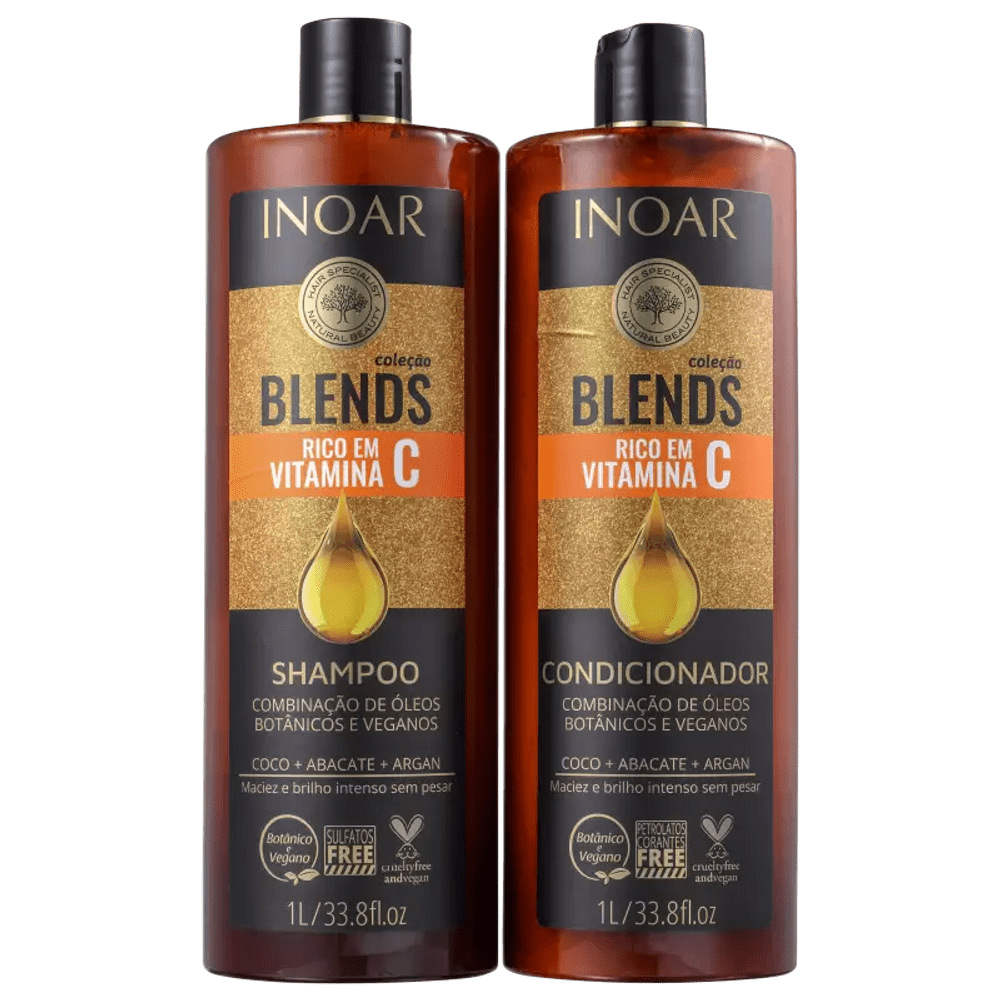 INOAR
HAIR SPECIALIST
NATURAL BEAUTY
coleção
BLENDS
RICO EM
VITAMINA C
SHAMPOO
COMBINAÇÃO DE ÓLEOS
BOTÂNICOS E VEGANOS
COCO + ABACATE + ARGAN
Maciez e brilho intenso sem pesar
Botânico
e
Vegano
SULFATOS
FREE
crueltyfree
andvegan
1L/33.8fl.oz
INOAR
HAIR SPECIALIST
NATURAL BEAUTY
coleção
BLENDS
RICO EM
VITAMINA C
CONDICIONADOR
COMBINAÇÃO DE ÓLEOS
BOTÂNICOS E VEGANOS
COCO + ABACATE + ARGAN
Maciez e brilho intenso sem pesar
Botânico
e
Vegano
PETROLATOS
CORANTES
FREE
crueltyfree
andvegan
1L/33.8fl.oz